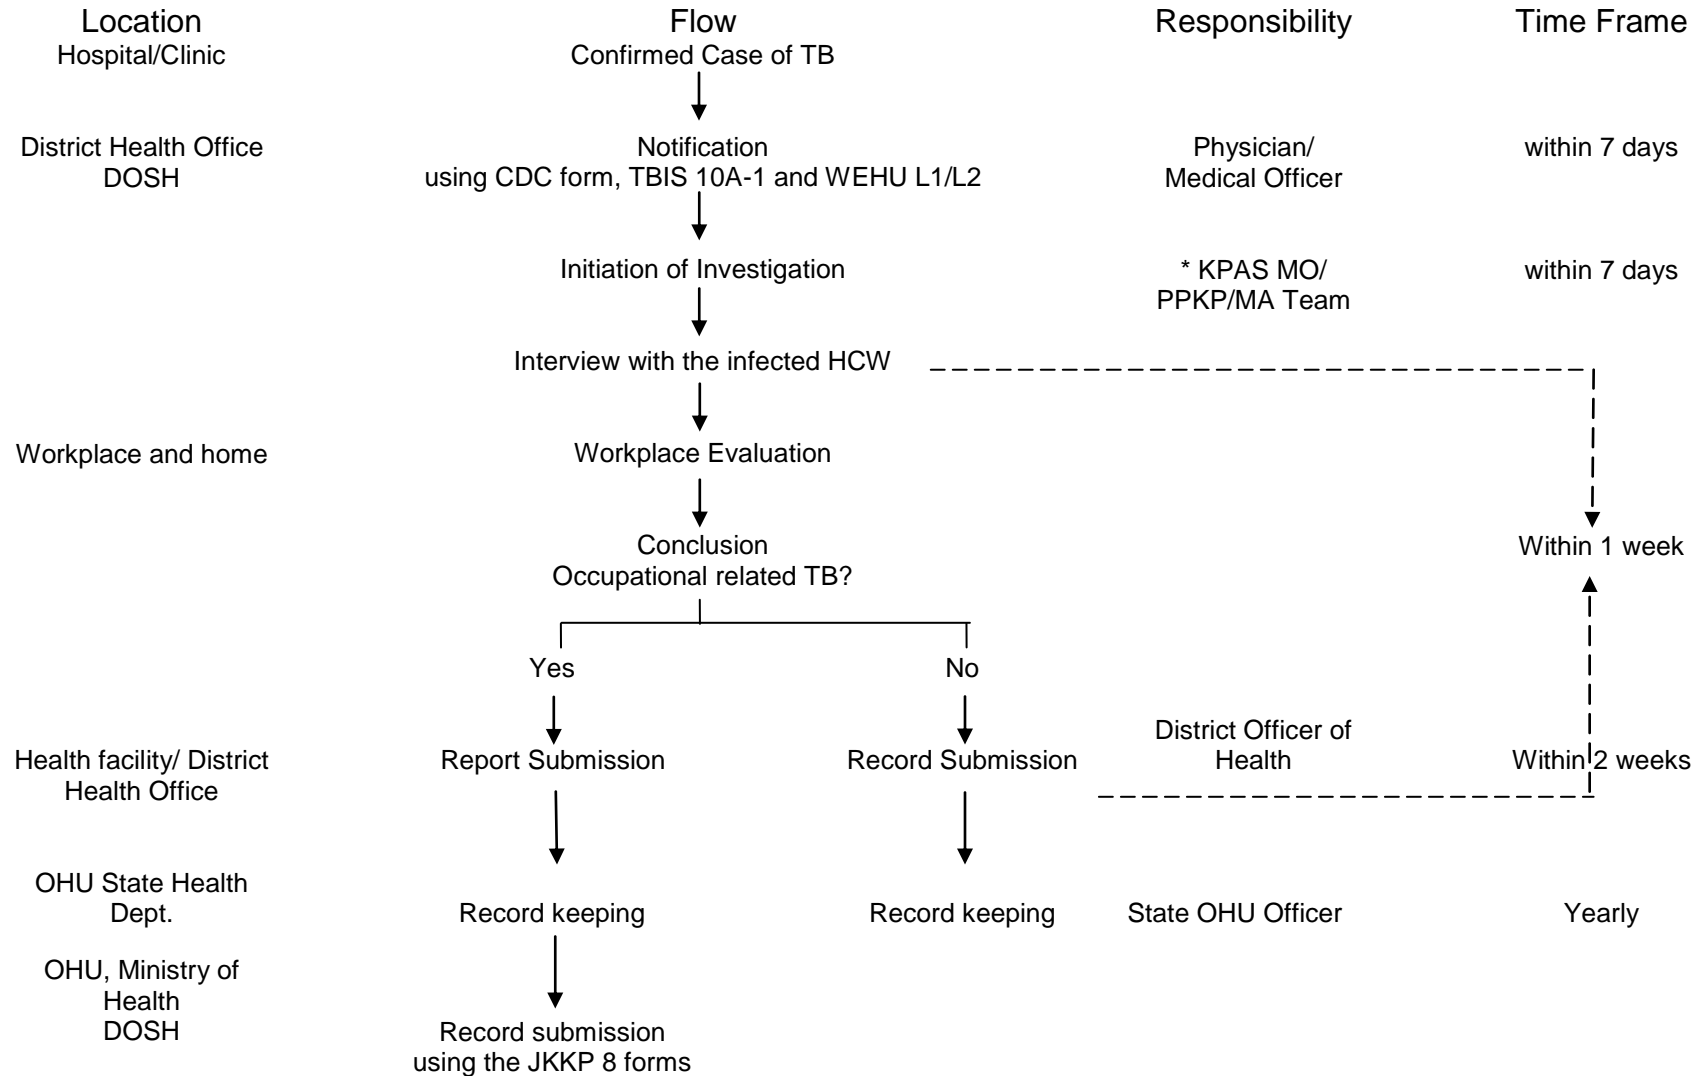 Location Flow Responsibility Time Frame
Hospital/Clinic Confirmed Case of TB
District Health Office Notification Physician/ within 7 days
DOSH using CDC form, TBIS 10A-1 and WEHU L1/L2 Medical Officer
Initiation of Investigation * KPAS MO/ within 7 days
PPKP/MA Team
Interview with the infected HCW
Workplace and home Workplace Evaluation
Conclusion Within 1 week
Occupational related TB?
Yes No
District Officer of
Health facility/ District Report Submission Record Submission Health Within 2 weeks
Health Office
OHU State Health
Dept. Record keeping Record keeping State OHU Officer Yearly
OHU, Ministry of
Health
DOSH Record submission
using the JKKP 8 forms